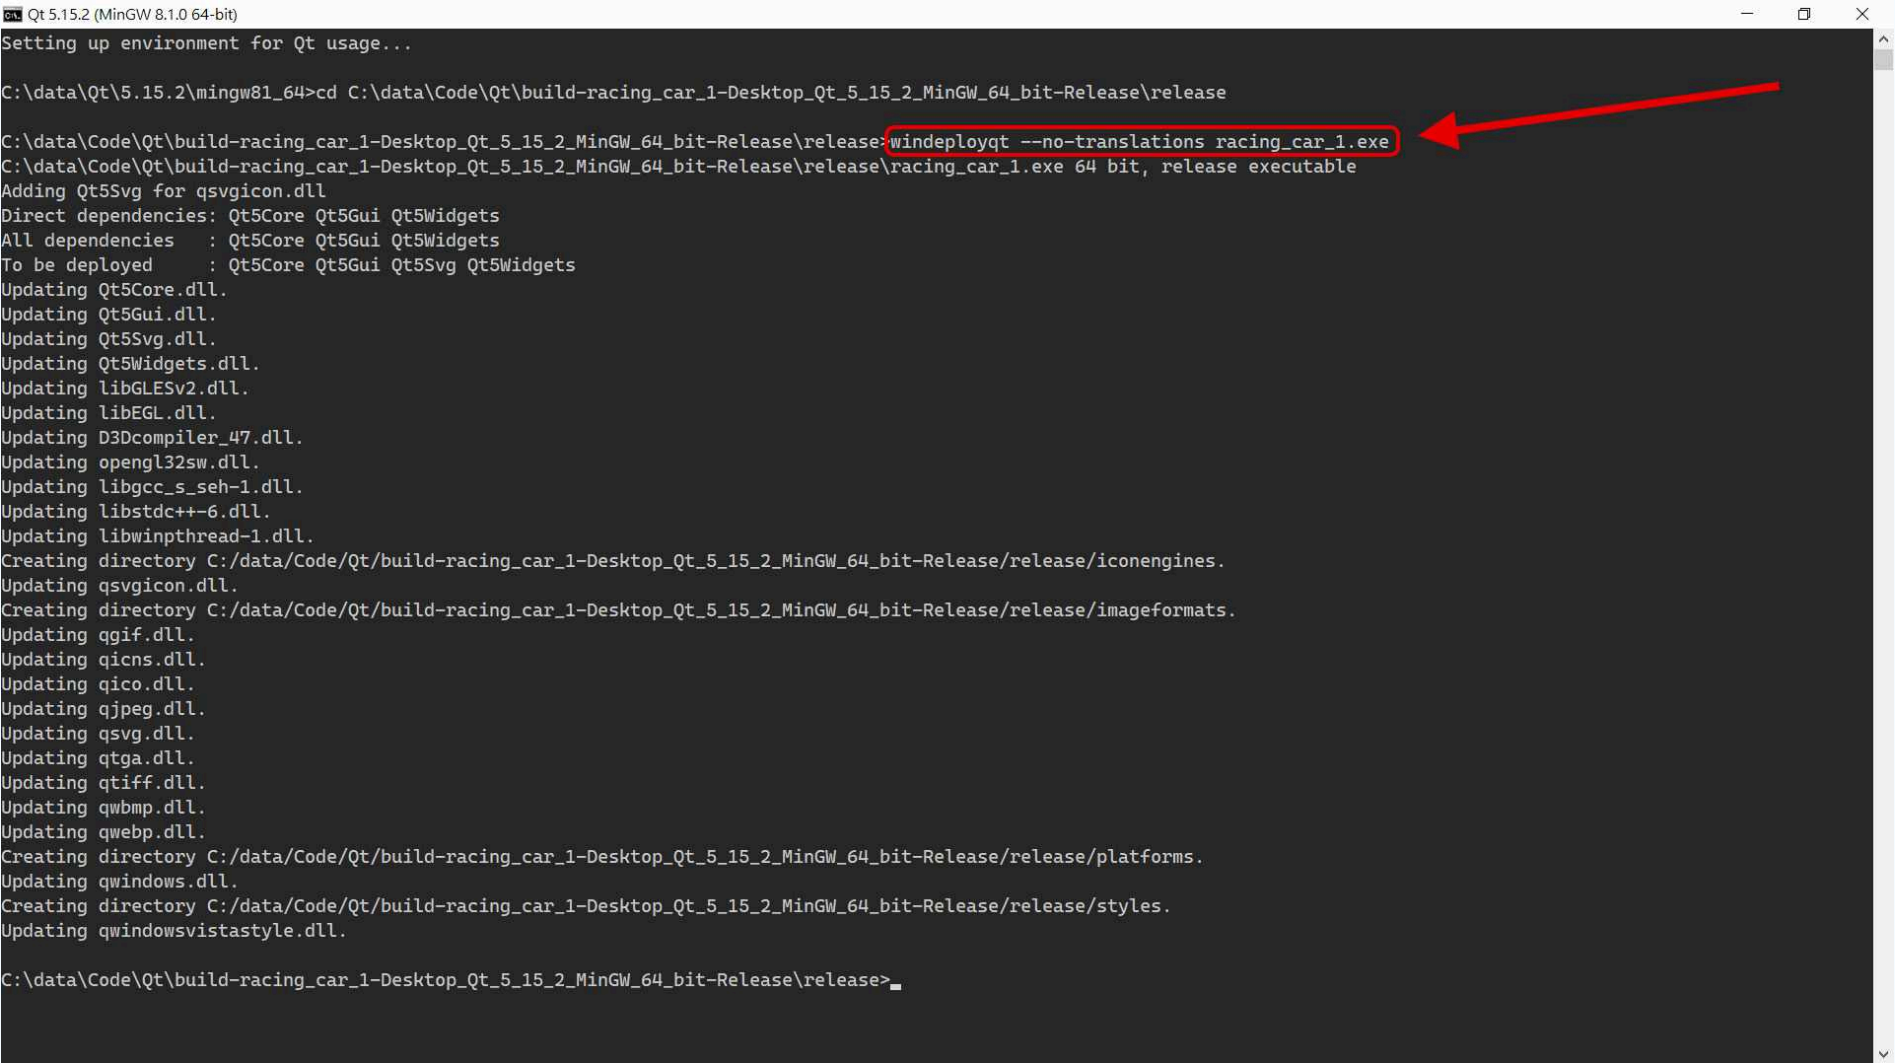 Qt 5.15.2 (MinGW 8.1.0 64-bit)
Setting up environment for Qt usage...
C:\data\Qt\5.15.2\mingw81_64>cd C:\data\Code\Qt\build-racing_car_1-Desktop_Qt_5_15_2_MinGW_64_bit-Release\release
C:\data\Code\Qt\build-racing_car_1-Desktop_Qt_5_15_2_MinGW_64_bit-Release\release>windeployqt --no-translations racing_car_1.exe
C:\data\Code\Qt\build-racing_car_1-Desktop_Qt_5_15_2_MinGW_64_bit-Release\release\racing_car_1.exe 64 bit, release executable
Adding Qt5Svg for qsvgicon.dll
Direct dependencies: Qt5Core Qt5Gui Qt5Widgets
All dependencies   : Qt5Core Qt5Gui Qt5Widgets
To be deployed     : Qt5Core Qt5Gui Qt5Svg Qt5Widgets
Updating Qt5Core.dll.
Updating Qt5Gui.dll.
Updating Qt5Svg.dll.
Updating Qt5Widgets.dll.
Updating libGLESv2.dll.
Updating libEGL.dll.
Updating D3Dcompiler_47.dll.
Updating opengl32sw.dll.
Updating libgcc_s_seh-1.dll.
Updating libstdc++-6.dll.
Updating libwinpthread-1.dll.
Creating directory C:/data/Code/Qt/build-racing_car_1-Desktop_Qt_5_15_2_MinGW_64_bit-Release/release/iconengines.
Updating qsvgicon.dll.
Creating directory C:/data/Code/Qt/build-racing_car_1-Desktop_Qt_5_15_2_MinGW_64_bit-Release/release/imageformats.
Updating qgif.dll.
Updating qicns.dll.
Updating qico.dll.
Updating qjpeg.dll.
Updating qsvg.dll.
Updating qtga.dll.
Updating qtiff.dll.
Updating qwbmp.dll.
Updating qwebp.dll.
Creating directory C:/data/Code/Qt/build-racing_car_1-Desktop_Qt_5_15_2_MinGW_64_bit-Release/release/platforms.
Updating qwindows.dll.
Creating directory C:/data/Code/Qt/build-racing_car_1-Desktop_Qt_5_15_2_MinGW_64_bit-Release/release/styles.
Updating qwindowsvistastyle.dll.
C:\data\Code\Qt\build-racing_car_1-Desktop_Qt_5_15_2_MinGW_64_bit-Release\release>